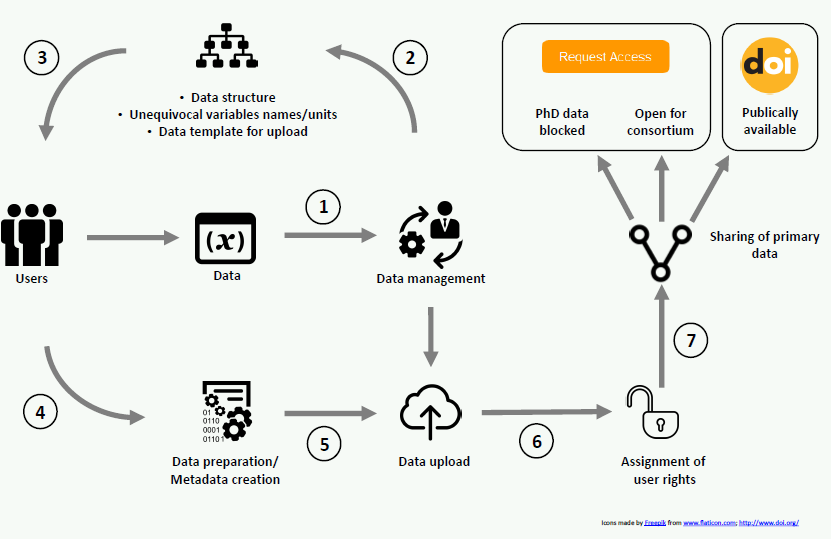 3
2
Request Access
doi
• Data structure
• Unequivocal variables names/units
• Data template for upload
PhD data
blocked
Open for
consortium
Publically
available
1
(x)
Users
Data
Data management
Sharing of primary
data
7
4
01
0110
0001
01101
5
6
Data preparation/
Metadata creation
Data upload
Assignment of
user rights
Icons made by Freepik from www.flaticon.com; http://www.doi.org/